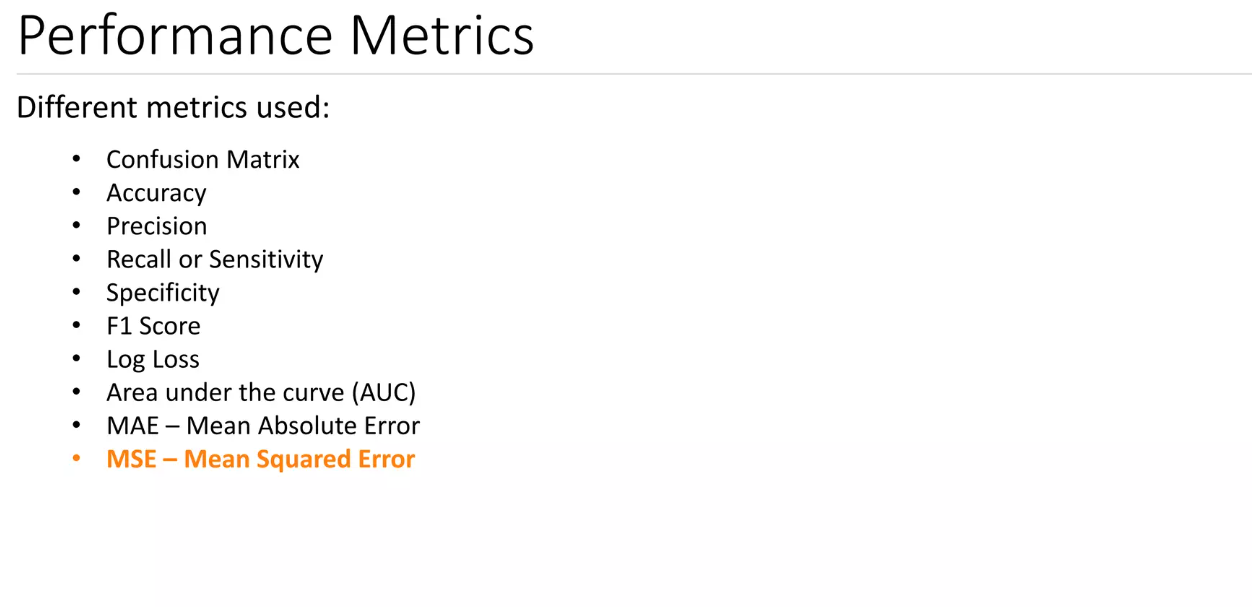 Performance Metrics
Different metrics used:
• Confusion Matrix
• Accuracy
• Precision
• Recall or Sensitivity
• Specificity
• F1 Score
• Log Loss
• Area under the curve (AUC)
• MAE – Mean Absolute Error
• MSE – Mean Squared Error